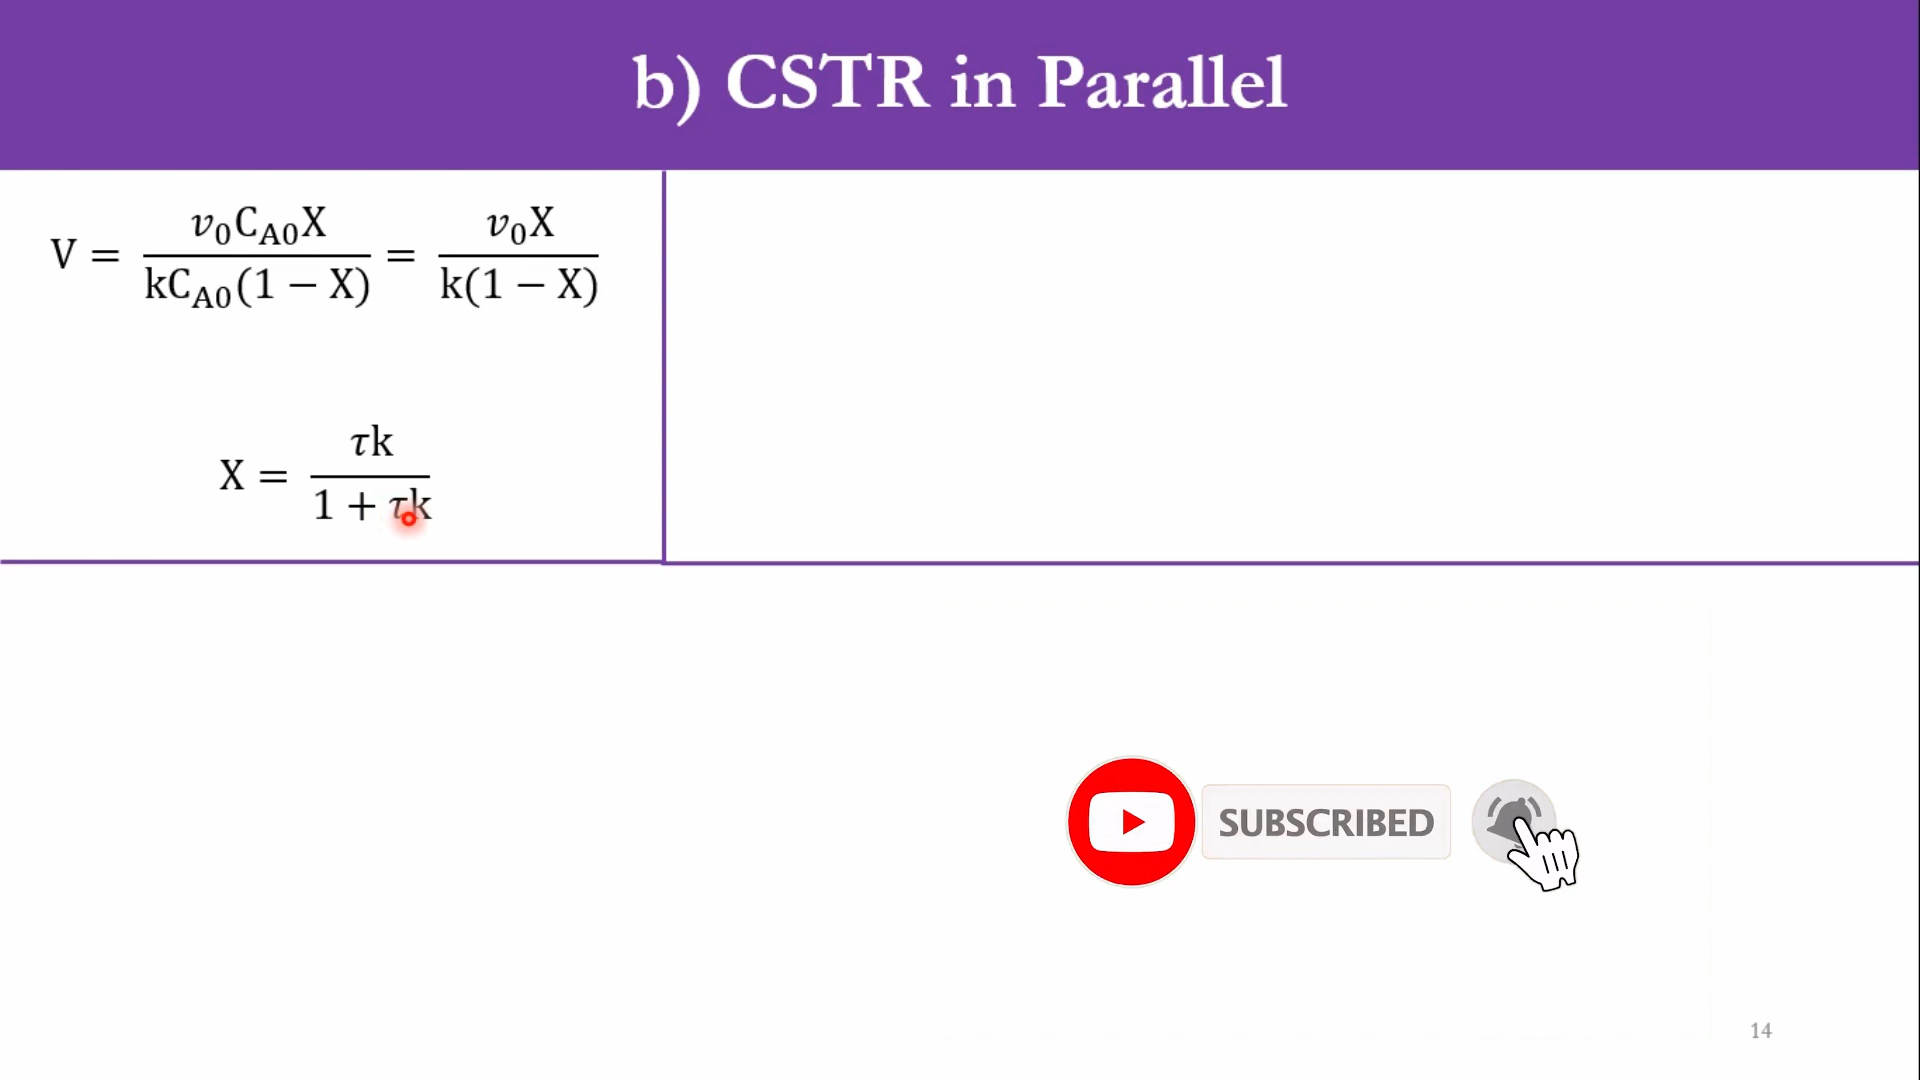 b) CSTR in Parallel
V = v₀C_A0X / kC_A0(1 − X) = v₀X / k(1 − X)
X = τk / 1 + τk
SUBSCRIBED
14